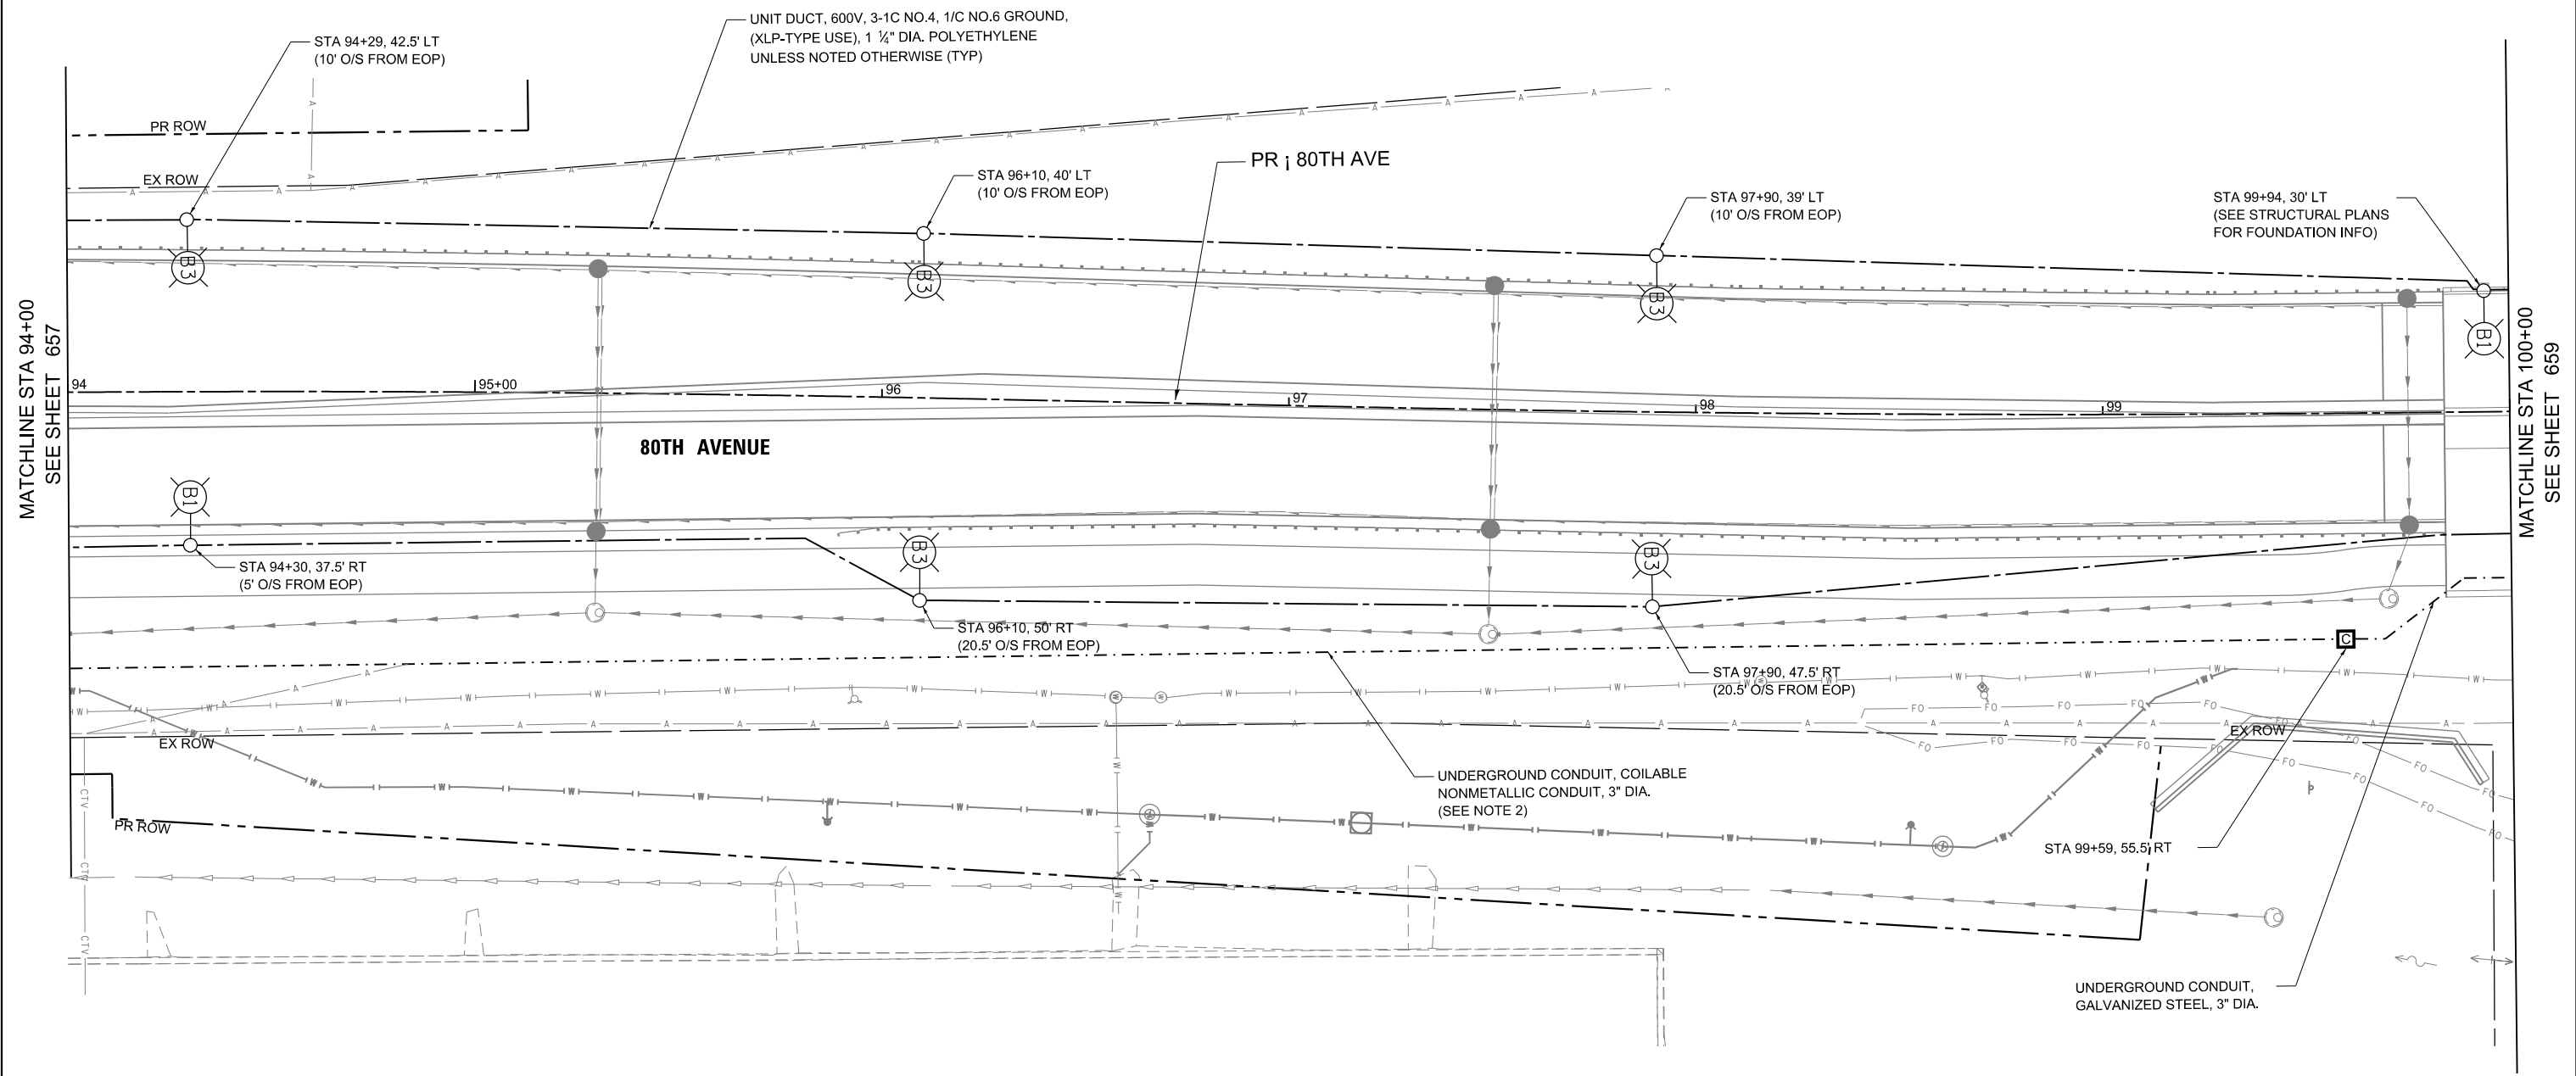 UNIT DUCT, 600V, 3-1C NO.4, 1/C NO.6 GROUND,
(XLP-TYPE USE), 1 ¼" DIA. POLYETHYLENE
UNLESS NOTED OTHERWISE (TYP)
STA 94+29, 42.5' LT
(10' O/S FROM EOP)
PR ROW
EX ROW
STA 96+10, 40' LT
(10' O/S FROM EOP)
PR ¡ 80TH AVE
STA 97+90, 39' LT
(10' O/S FROM EOP)
STA 99+94, 30' LT
(SEE STRUCTURAL PLANS
FOR FOUNDATION INFO)
B3
B3
B3
B1
MATCHLINE STA 94+00
SEE SHEET 657
MATCHLINE STA 100+00
SEE SHEET 659
94
95+00
96
97
98
99
80TH AVENUE
B1
B3
B3
STA 94+30, 37.5' RT
(5' O/S FROM EOP)
STA 96+10, 50' RT
(20.5' O/S FROM EOP)
STA 97+90, 47.5' RT
(20.5' O/S FROM EOP)
C
EX ROW
EX ROW
UNDERGROUND CONDUIT, COILABLE
NONMETALLIC CONDUIT, 3" DIA.
(SEE NOTE 2)
PR ROW
STA 99+59, 55.5' RT
UNDERGROUND CONDUIT,
GALVANIZED STEEL, 3" DIA.
CTV
CTV
CTV